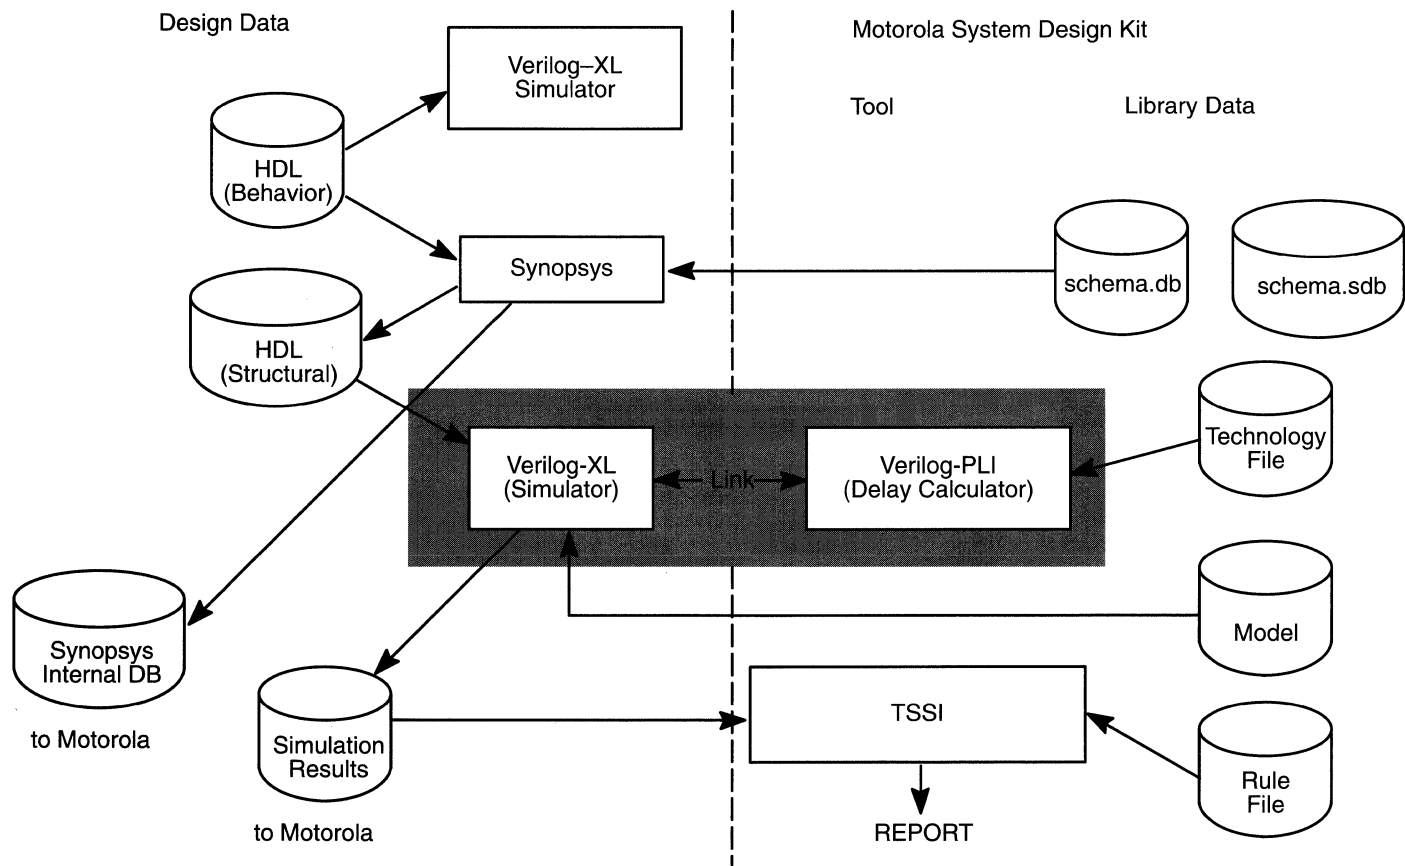 Design Data
Motorola System Design Kit
Verilog–XL
Simulator
Tool
Library Data
HDL
(Behavior)
Synopsys
schema.db
schema.sdb
HDL
(Structural)
Technology
File
Verilog-XL
(Simulator)
Link
Verilog-PLI
(Delay Calculator)
Model
Synopsys
Internal DB
to Motorola
TSSI
Simulation
Results
Rule
File
to Motorola
REPORT